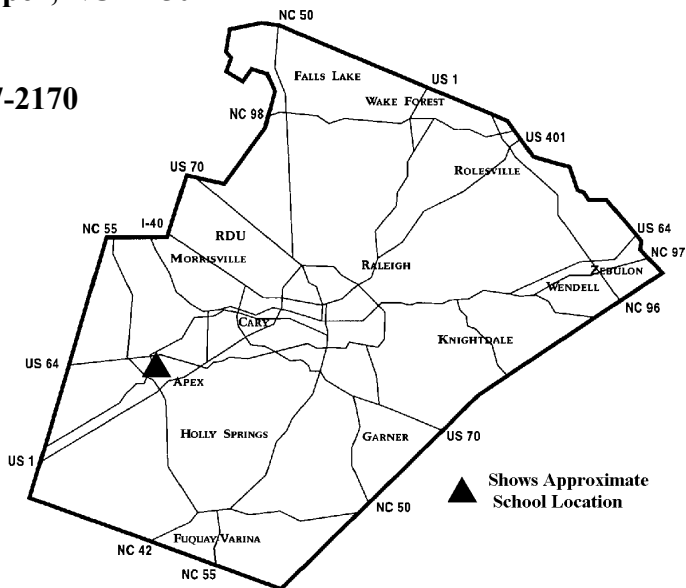 7-2170
NC 50
FALLS LAKE
US 1
WAKE FOREST
NC 98
US 401
US 70
ROLESVILLE
I-40
NC 55
RDU
US 64
MORRISVILLE
RALEIGH
NC 97
ZEBULON
WENDELL
NC 96
CARY
KNIGHTDALE
US 64
APEX
HOLLY SPRINGS
GARNER
US 70
US 1
Shows Approximate
School Location
NC 50
FUQUAY VARINA
NC 42
NC 55